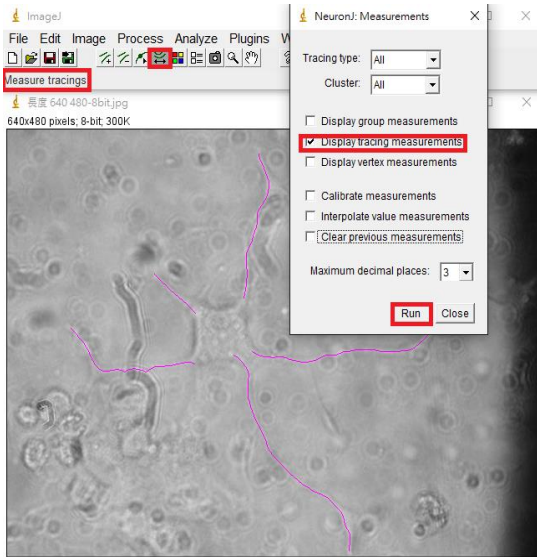 ImageJ
File Edit Image Process Analyze Plugins W
Measure tracings
長度 640 480-8bit.jpg
640x480 pixels; 8-bit; 300K
NeuronJ: Measurements
Tracing type: All
Cluster: All
Display group measurements
Display tracing measurements
Display vertex measurements
Calibrate measurements
Interpolate value measurements
Clear previous measurements
Maximum decimal places: 3
Run Close